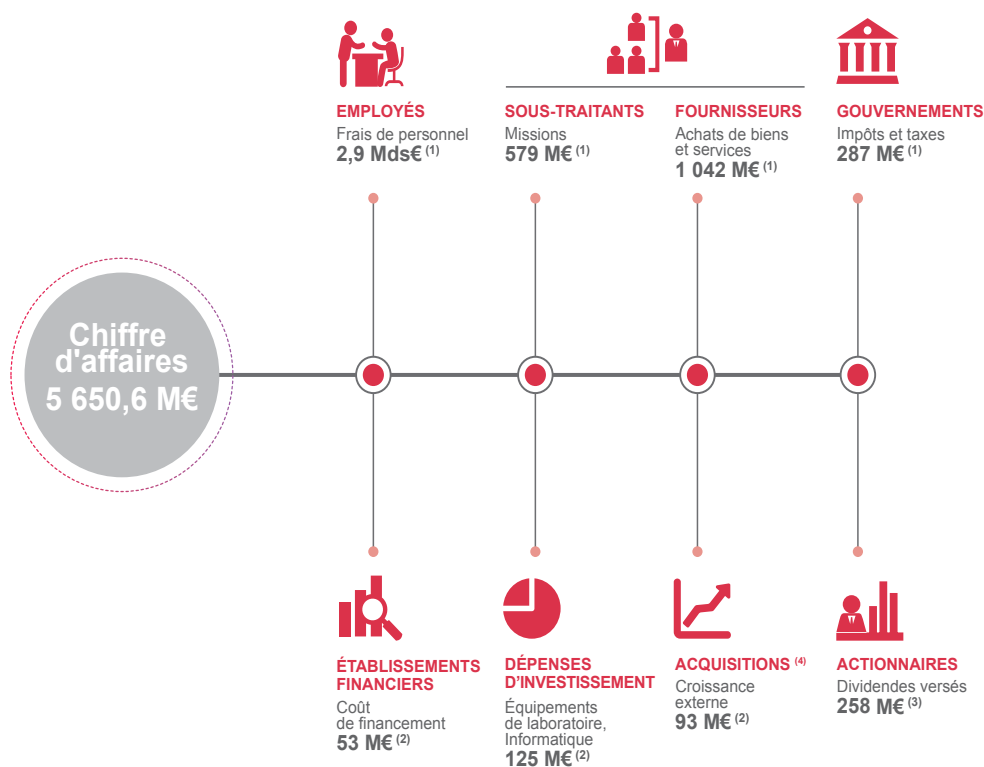 EMPLOYÉS
Frais de personnel
2,9 Mds€ (1)
SOUS-TRAITANTS
Missions
579 M€ (1)
FOURNISSEURS
Achats de biens
et services
1 042 M€ (1)
GOUVERNEMENTS
Impôts et taxes
287 M€ (1)
Chiffre
d'affaires
5 650,6 M€
ÉTABLISSEMENTS
FINANCIERS
Coût
de financement
53 M€ (2)
DÉPENSES
D’INVESTISSEMENT
Équipements
de laboratoire,
Informatique
125 M€ (2)
ACQUISITIONS (4)
Croissance
externe
93 M€ (2)
ACTIONNAIRES
Dividendes versés
258 M€ (3)